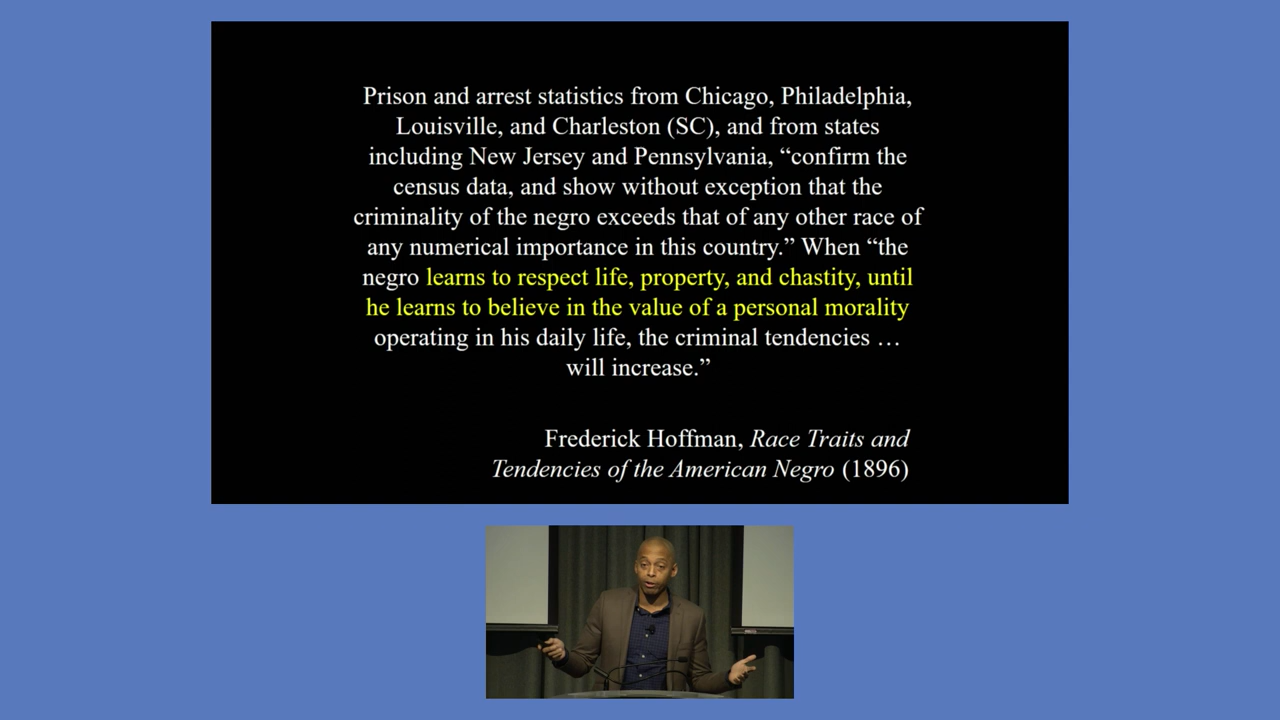 Prison and arrest statistics from Chicago, Philadelphia,
Louisville, and Charleston (SC), and from states
including New Jersey and Pennsylvania, “confirm the
census data, and show without exception that the
criminality of the negro exceeds that of any other race of
any numerical importance in this country.” When “the
negro learns to respect life, property, and chastity, until
he learns to believe in the value of a personal morality
operating in his daily life, the criminal tendencies …
will increase.”
Frederick Hoffman, Race Traits and
Tendencies of the American Negro (1896)